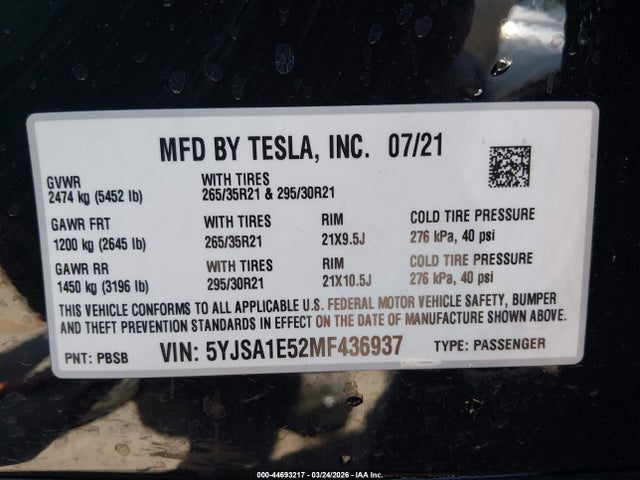 MFD BY TESLA, INC. 07/21
GVWR WITH TIRES
2474 kg (5452 lb) 265/35R21 & 295/30R21
GAWR FRT WITH TIRES RIM COLD TIRE PRESSURE
1200 kg (2645 lb) 265/35R21 21X9.5J 276 kPa, 40 psi
GAWR RR WITH TIRES RIM COLD TIRE PRESSURE
1450 kg (3196 lb) 295/30R21 21X10.5J 276 kPa, 40 psi
THIS VEHICLE CONFORMS TO ALL APPLICABLE U.S. FEDERAL MOTOR VEHICLE SAFETY, BUMPER
AND THEFT PREVENTION STANDARDS IN EFFECT ON THE DATE OF MANUFACTURE SHOWN ABOVE.
PNT: PBSB VIN: 5YJSA1E52MF436937 TYPE: PASSENGER
000-44693217 - 03/24/2026 - IAA Inc.